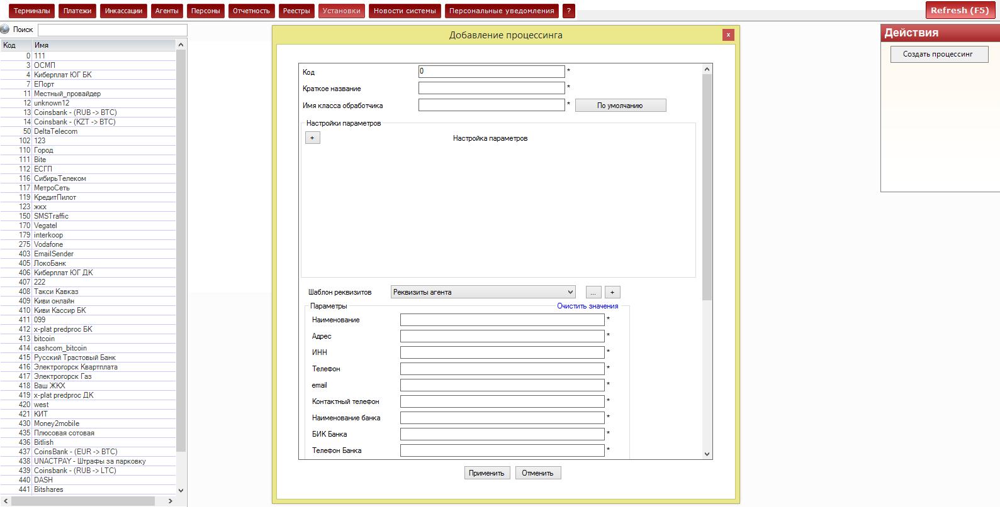 Терминалы Платежи Инкассации Агенты Персоны Отчетность Реестры Установки Новости системы Персональные уведомления ? Refresh (F5)
Поиск
Код Имя
0 111
3 ОСМП
4 Киберплат ЮГ БК
7 ЕПорт
11 Местный_провайдер
12 unknown12
13 Coinsbank - (RUB -> BTC)
14 Coinsbank - (KZT -> BTC)
50 DeltaTelecom
102 123
110 Город
111 Bite
112 ЕСГП
116 СибирьТелеком
117 МетроСеть
119 КредитПилот
123 жкх
150 SMSTraffic
170 Vegatel
179 interkoop
275 Vodafone
403 EmailSender
405 ЛокоБанк
406 Киберплат ЮГ ДК
407 222
408 Такси Кавказ
409 Киви онлайн
410 Киви Кассир БК
411 099
412 x-plat predproc БК
413 bitcoin
414 cashcom_bitcoin
415 Русский Трастовый Банк
416 Электрогорск Квартплата
417 Электрогорск Газ
418 Ваш ЖКХ
419 x-plat predproc ДК
420 west
421 КИТ
430 Money2mobile
435 Плюсовая сотовая
436 Bitlish
437 CoinsBank - (EUR -> BTC)
438 UNACTPAY - Штрафы за парковку
439 Coinsbank - (RUB -> LTC)
440 DASH
441 Bitshares
Добавление процессинга x
Код 0 *
Краткое название *
Имя класса обработчика * По умолчанию
Настройки параметров
+ Настройка параметров
Шаблон реквизитов Реквизиты агента ... +
Параметры Очистить значения
Наименование *
Адрес *
ИНН *
Телефон *
email *
Контактный телефон *
Наименование банка *
БИК Банка *
Телефон Банка *
Применить Отменить
Действия
Создать процессинг